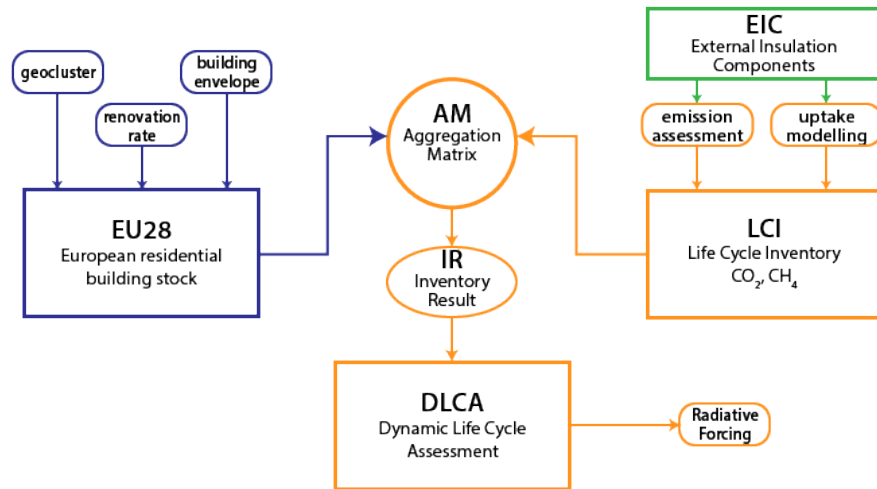 geocluster
building
envelope
renovation
rate
EU28
European residential
building stock
AM
Aggregation
Matrix
EIC
External Insulation
Components
emission
assessment
uptake
modelling
LCI
Life Cycle Inventory
CO₂, CH₄
IR
Inventory
Result
DLCA
Dynamic Life Cycle
Assessment
Radiative
Forcing